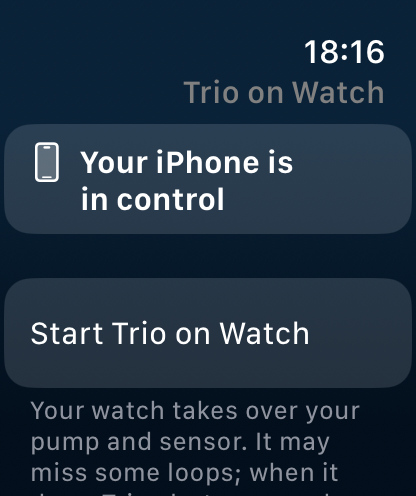 18:16
Trio on Watch
Your iPhone is
in control
Start Trio on Watch
Your watch takes over your
pump and sensor. It may
miss some loops; when it